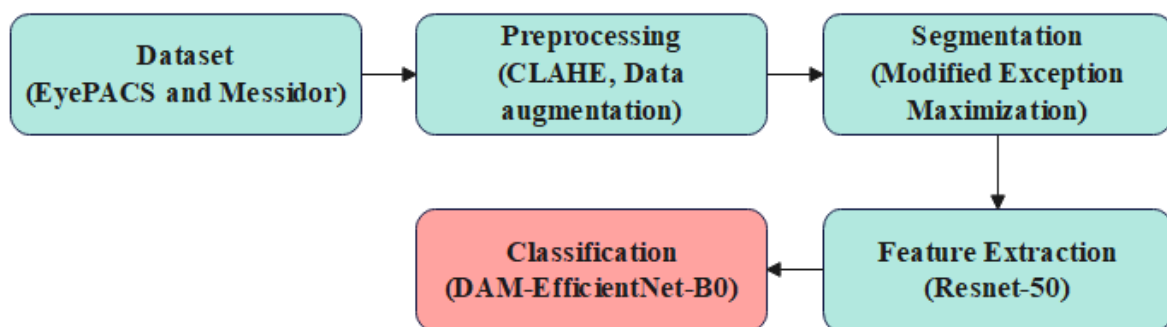 Dataset
(EyePACS and Messidor)
Preprocessing
(CLAHE, Data
augmentation)
Segmentation
(Modified Exception
Maximization)
Classification
(DAM-EfficientNet-B0)
Feature Extraction
(Resnet-50)